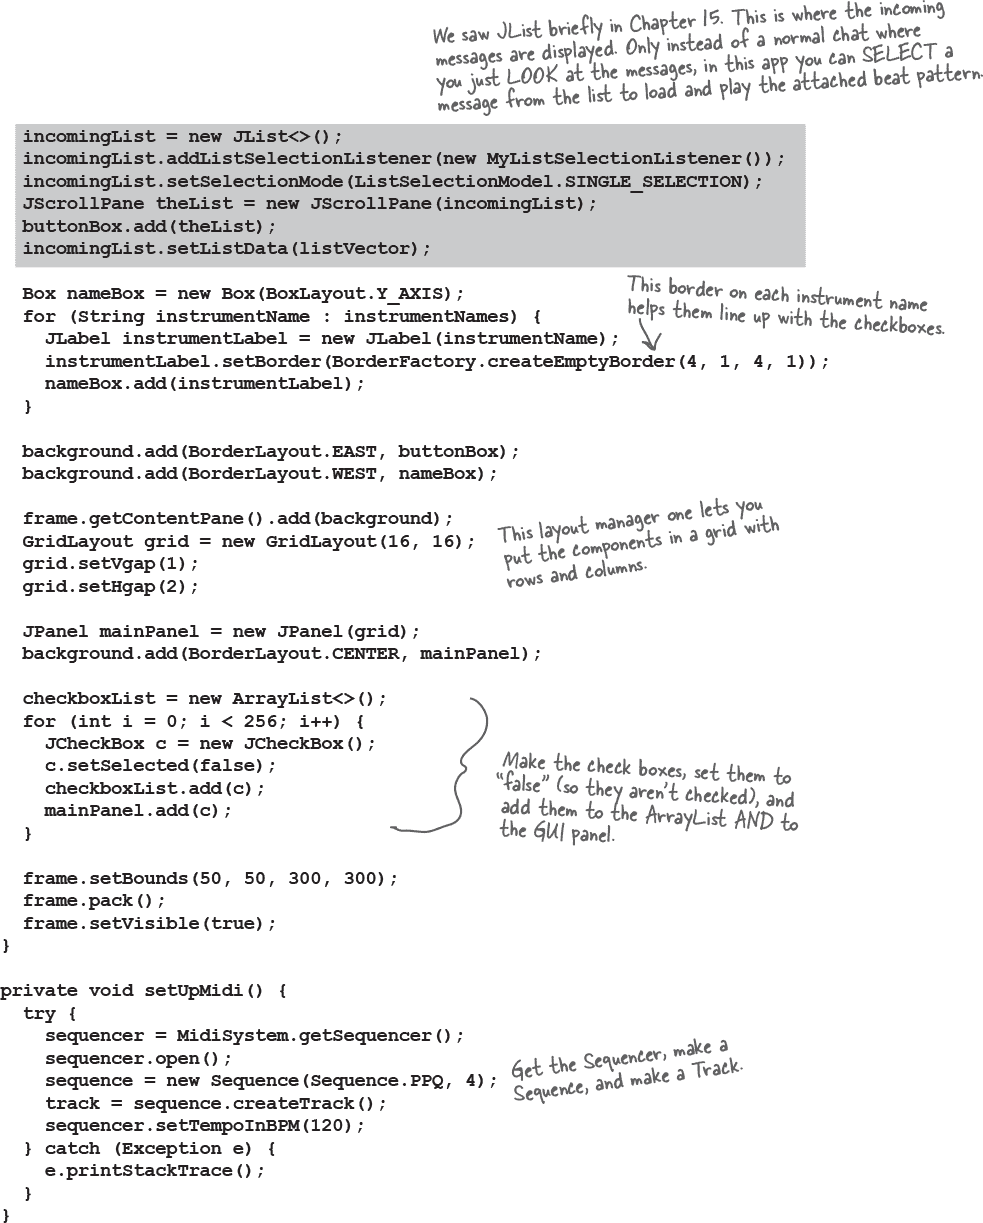 We saw JList briefly in Chapter 15. This is where the incoming
messages are displayed. Only instead of a normal chat where
you just LOOK at the messages, in this app you can SELECT a
message from the list to load and play the attached beat pattern.
incomingList = new JList<>();
incomingList.addListSelectionListener(new MyListSelectionListener());
incomingList.setSelectionMode(ListSelectionModel.SINGLE_SELECTION);
JScrollPane theList = new JScrollPane(incomingList);
buttonBox.add(theList);
incomingList.setListData(listVector);
Box nameBox = new Box(BoxLayout.Y_AXIS);
for (String instrumentName : instrumentNames) {
JLabel instrumentLabel = new JLabel(instrumentName);
instrumentLabel.setBorder(BorderFactory.createEmptyBorder(4, 1, 4, 1));
nameBox.add(instrumentLabel);
}
This border on each instrument name
helps them line up with the checkboxes.
background.add(BorderLayout.EAST, buttonBox);
background.add(BorderLayout.WEST, nameBox);
frame.getContentPane().add(background);
GridLayout grid = new GridLayout(16, 16);
grid.setVgap(1);
grid.setHgap(2);
This layout manager one lets you
put the components in a grid with
rows and columns.
JPanel mainPanel = new JPanel(grid);
background.add(BorderLayout.CENTER, mainPanel);
checkboxList = new ArrayList<>();
for (int i = 0; i < 256; i++) {
JCheckBox c = new JCheckBox();
c.setSelected(false);
checkboxList.add(c);
mainPanel.add(c);
}
Make the check boxes, set them to
"false" (so they aren't checked), and
add them to the ArrayList AND to
the GUI panel.
frame.setBounds(50, 50, 300, 300);
frame.pack();
frame.setVisible(true);
}
private void setUpMidi() {
try {
sequencer = MidiSystem.getSequencer();
sequencer.open();
sequence = new Sequence(Sequence.PPQ, 4);
track = sequence.createTrack();
sequencer.setTempoInBPM(120);
} catch (Exception e) {
e.printStackTrace();
}
}
Get the Sequencer, make a
Sequence, and make a Track.